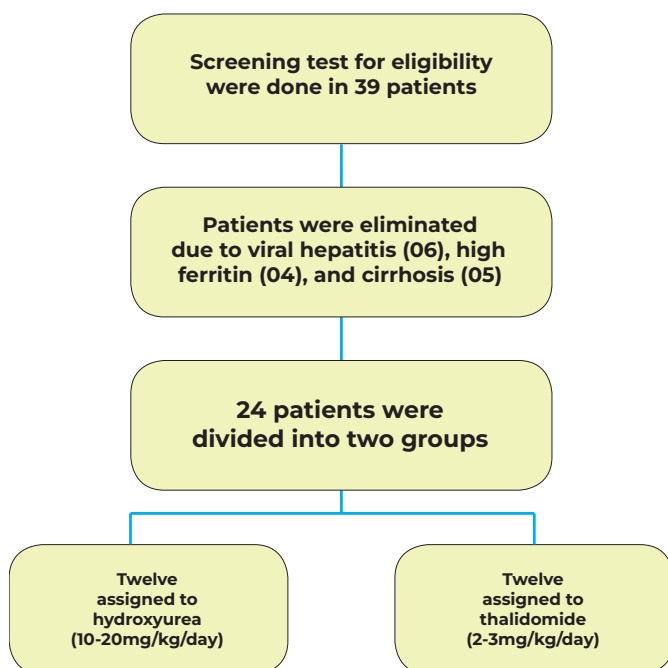 Screening test for eligibility
were done in 39 patients
Patients were eliminated
due to viral hepatitis (06), high
ferritin (04), and cirrhosis (05)
24 patients were
divided into two groups
Twelve
assigned to
hydroxyurea
(10-20mg/kg/day)
Twelve
assigned to
thalidomide
(2-3mg/kg/day)